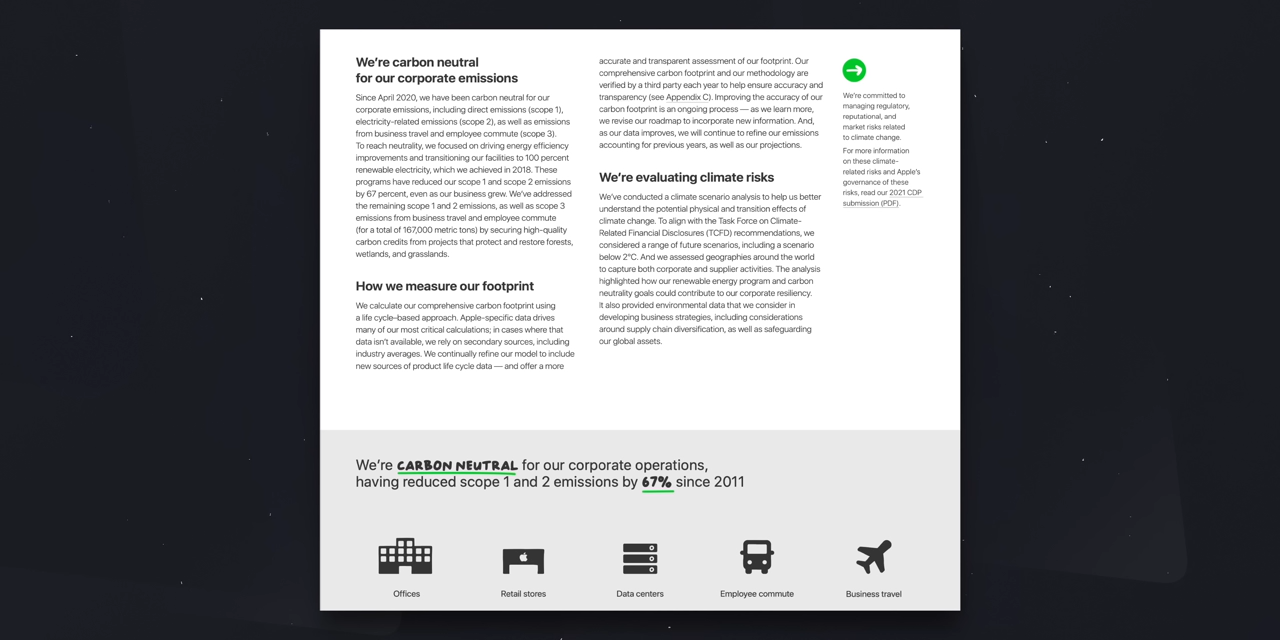 We're carbon neutral
for our corporate emissions
Since April 2020, we have been carbon neutral for our
corporate emissions, including direct emissions (scope 1),
electricity-related emissions (scope 2), as well as emissions
from business travel and employee commute (scope 3).
To reach neutrality, we focused on driving energy efficiency
improvements and transitioning our facilities to 100 percent
renewable electricity, which we achieved in 2018. These
programs have reduced our scope 1 and scope 2 emissions
by 67 percent, even as our business grew. We've addressed
the remaining scope 1 and 2 emissions, as well as scope 3
emissions from business travel and employee commute
(for a total of 167,000 metric tons) by securing high-quality
carbon credits from projects that protect and restore forests,
wetlands, and grasslands.
How we measure our footprint
We calculate our comprehensive carbon footprint using
a life cycle–based approach. Apple-specific data drives
many of our most critical calculations; in cases where that
data isn't available, we rely on secondary sources, including
industry averages. We continually refine our model to include
new sources of product life cycle data — and offer a more
accurate and transparent assessment of our footprint. Our
comprehensive carbon footprint and our methodology are
verified by a third party each year to help ensure accuracy and
transparency (see Appendix C). Improving the accuracy of our
carbon footprint is an ongoing process — as we learn more,
we revise our roadmap to incorporate new information. And,
as our data improves, we will continue to refine our emissions
accounting for previous years, as well as our projections.
We're evaluating climate risks
We've conducted a climate scenario analysis to help us better
understand the potential physical and transition effects of
climate change. To align with the Task Force on Climate-
Related Financial Disclosures (TCFD) recommendations, we
considered a range of future scenarios, including a scenario
below 2°C. And we assessed geographies around the world
to capture both corporate and supplier activities. The analysis
highlighted how our renewable energy program and carbon
neutrality goals could contribute to our corporate resiliency.
It also provided environmental data that we consider in
developing business strategies, including considerations
around supply chain diversification, as well as safeguarding
our global assets.
We're committed to
managing regulatory,
reputational, and
market risks related
to climate change.
For more information
on these climate-
related risks and Apple's
governance of these
risks, read our 2021 CDP
submission (PDF).
We're CARBON NEUTRAL for our corporate operations,
having reduced scope 1 and 2 emissions by 67% since 2011
Offices
Retail stores
Data centers
Employee commute
Business travel